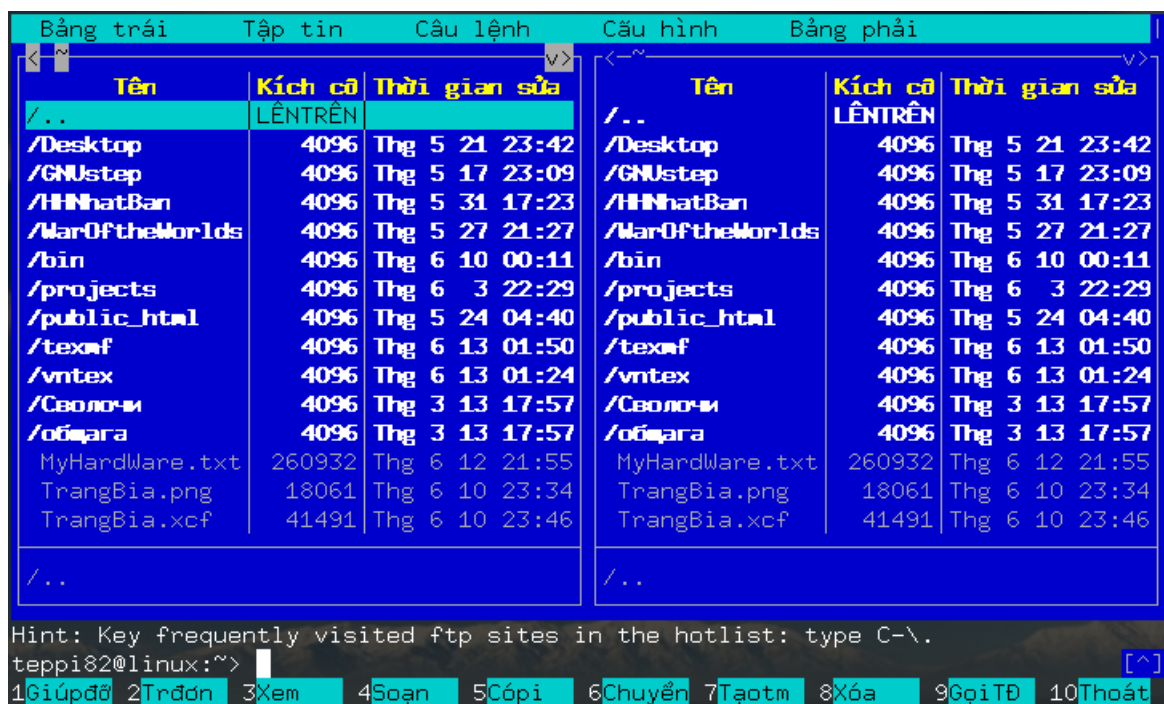 Bảng trái Tập tin Câu lệnh Cấu hình Bảng phải
<~ v> <—~ v>
Tên Kích cỡ Thời gian sửa Tên Kích cỡ Thời gian sửa
/.. LÊNTRÊN /.. LÊNTRÊN
/Desktop 4096 Thg 5 21 23:42 /Desktop 4096 Thg 5 21 23:42
/GNUstep 4096 Thg 5 17 23:09 /GNUstep 4096 Thg 5 17 23:09
/HHNhatBan 4096 Thg 5 31 17:23 /HHNhatBan 4096 Thg 5 31 17:23
/WarOftheWorlds 4096 Thg 5 27 21:27 /WarOftheWorlds 4096 Thg 5 27 21:27
/bin 4096 Thg 6 10 00:11 /bin 4096 Thg 6 10 00:11
/projects 4096 Thg 6 3 22:29 /projects 4096 Thg 6 3 22:29
/public_html 4096 Thg 5 24 04:40 /public_html 4096 Thg 5 24 04:40
/texmf 4096 Thg 6 13 01:50 /texmf 4096 Thg 6 13 01:50
/vntex 4096 Thg 6 13 01:24 /vntex 4096 Thg 6 13 01:24
/Сволочи 4096 Thg 3 13 17:57 /Сволочи 4096 Thg 3 13 17:57
/общага 4096 Thg 3 13 17:57 /общага 4096 Thg 3 13 17:57
MyHardWare.txt 260932 Thg 6 12 21:55 MyHardWare.txt 260932 Thg 6 12 21:55
TrangBia.png 18061 Thg 6 10 23:34 TrangBia.png 18061 Thg 6 10 23:34
TrangBia.xcf 41491 Thg 6 10 23:46 TrangBia.xcf 41491 Thg 6 10 23:46
/.. /..
Hint: Key frequently visited ftp sites in the hotlist: type C-\.
teppi82@linux:~> [^]
1Giúpđỡ 2Trđơn 3Xem 4Soạn 5Cópi 6Chuyển 7Tạotm 8Xóa 9GọiTĐ 10Thoát